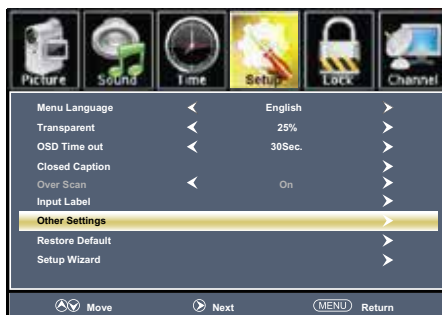 Picture Sound Time Setup Lock Channel
Menu Language English
Transparent 25%
OSD Time out 30Sec.
Closed Caption
Over Scan On
Input Label
Other Settings
Restore Default
Setup Wizard
Move Next MENU Return